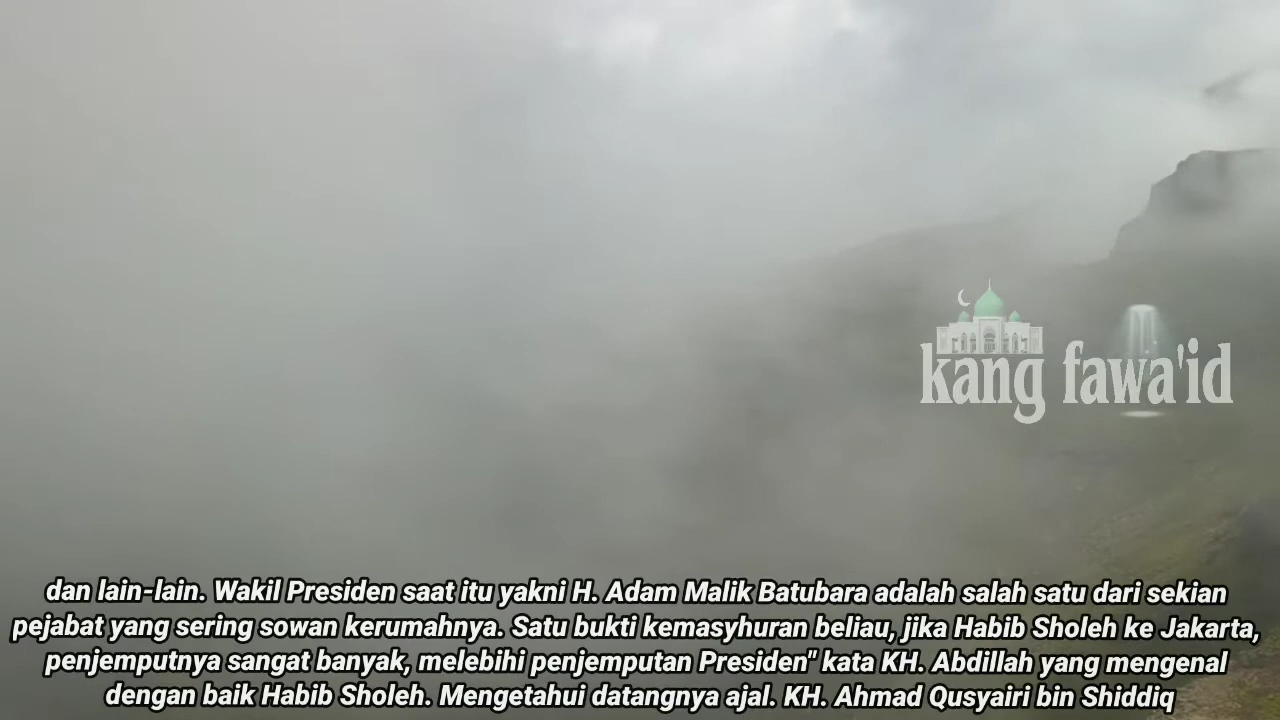 kang fawa'id
dan lain-lain. Wakil Presiden saat itu yakni H. Adam Malik Batubara adalah salah satu dari sekian
pejabat yang sering sowan kerumahnya. Satu bukti kemasyhuran beliau, jika Habib Sholeh ke Jakarta,
penjemputnya sangat banyak, melebihi penjemputan Presiden" kata KH. Abdillah yang mengenal
dengan baik Habib Sholeh. Mengetahui datangnya ajal. KH. Ahmad Qusyairi bin Shiddiq